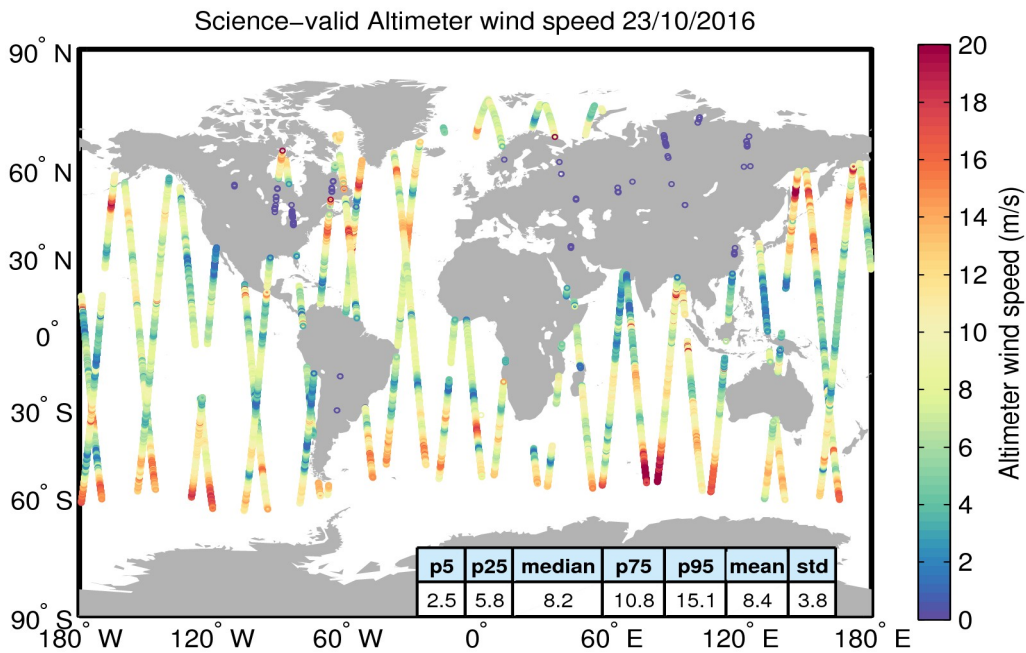 Science−valid Altimeter wind speed 23/10/2016
90° N
60° N
30° N
0°
30° S
60° S
90° S
180° W
120° W
60° W
0°
60° E
120° E
180° E
p5 p25 median p75 p95 mean std
2.5 5.8 8.2 10.8 15.1 8.4 3.8
20
18
16
14
12
10
8
6
4
2
0
Altimeter wind speed (m/s)